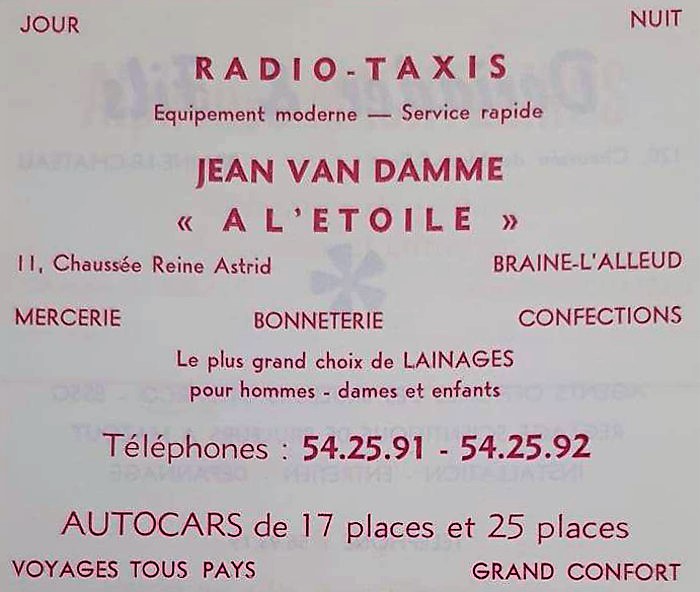 JOUR NUIT
RADIO-TAXIS
Equipement moderne — Service rapide
JEAN VAN DAMME
« A L'ETOILE »
11, Chaussée Reine Astrid BRAINE-L'ALLEUD
MERCERIE BONNETERIE CONFECTIONS
Le plus grand choix de LAINAGES
pour hommes - dames et enfants
Téléphones : 54.25.91 - 54.25.92
AUTOCARS de 17 places et 25 places
VOYAGES TOUS PAYS GRAND CONFORT